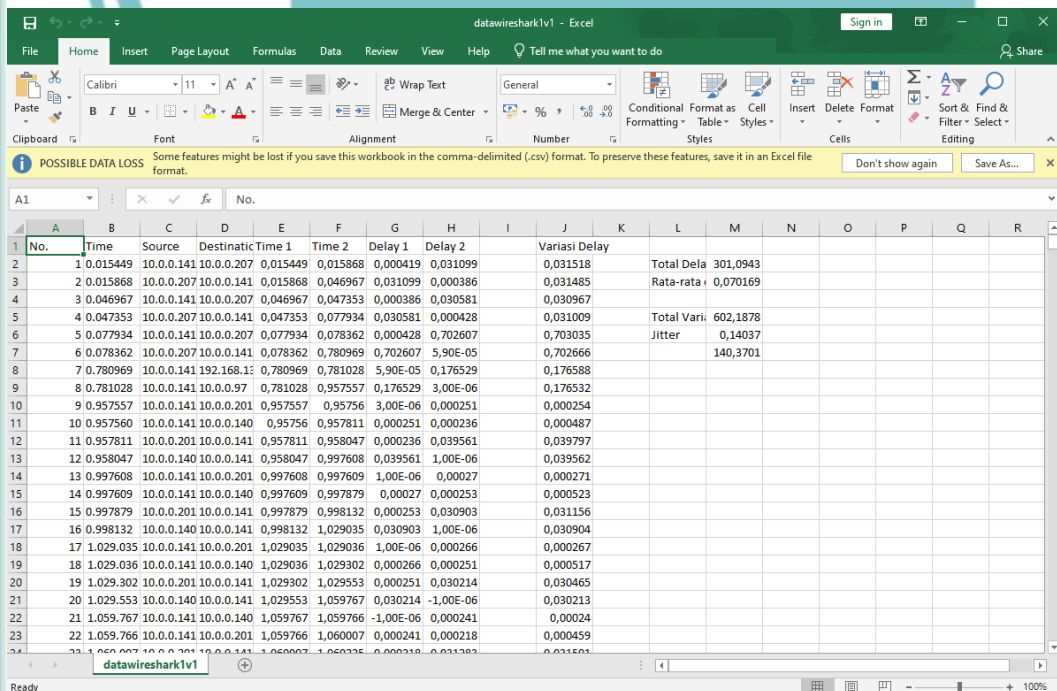 datawireshark1v1 - Excel
Sign in
File Home Insert Page Layout Formulas Data Review View Help Tell me what you want to do Share
Paste
Calibri 11
B I U
Wrap Text
Merge & Center
General
Conditional Formatting
Format as Table
Cell Styles
Insert Delete Format
Sort & Filter
Find & Select
Clipboard Font Alignment Number Styles Cells Editing
POSSIBLE DATA LOSS Some features might be lost if you save this workbook in the comma-delimited (.csv) format. To preserve these features, save it in an Excel file format. Don't show again Save As...
A1 fx No.
A B C D E F G H I J K L M N O P Q R
1 No. Time Source Destinatic Time 1 Time 2 Delay 1 Delay 2 Variasi Delay
2 1 0.015449 10.0.0.141 10.0.0.207 0,015449 0,015868 0,000419 0,031099 0,031518 Total Dela 301,0943
3 2 0.015868 10.0.0.207 10.0.0.141 0,015868 0,046967 0,031099 0,000386 0,031485 Rata-rata 0,070169
4 3 0.046967 10.0.0.141 10.0.0.207 0,046967 0,047353 0,000386 0,030581 0,030967
5 4 0.047353 10.0.0.207 10.0.0.141 0,047353 0,077934 0,030581 0,000428 0,031009 Total Vari 602,1878
6 5 0.077934 10.0.0.141 10.0.0.207 0,077934 0,078362 0,000428 0,702607 0,703035 Jitter 0,14037
7 6 0.078362 10.0.0.207 10.0.0.141 0,078362 0,780969 0,702607 5,90E-05 0,702666 140,3701
8 7 0.780969 10.0.0.141 192.168.13 0,780969 0,781028 5,90E-05 0,176529 0,176588
9 8 0.781028 10.0.0.141 10.0.0.97 0,781028 0,957557 0,176529 3,00E-06 0,176532
10 9 0.957557 10.0.0.141 10.0.0.201 0,957557 0,95756 3,00E-06 0,000251 0,000254
11 10 0.957560 10.0.0.141 10.0.0.140 0,95756 0,957811 0,000251 0,000236 0,000487
12 11 0.957811 10.0.0.201 10.0.0.141 0,957811 0,958047 0,000236 0,039561 0,039797
13 12 0.958047 10.0.0.140 10.0.0.141 0,958047 0,997608 0,039561 1,00E-06 0,039562
14 13 0.997608 10.0.0.141 10.0.0.201 0,997608 0,997609 1,00E-06 0,00027 0,000271
15 14 0.997609 10.0.0.141 10.0.0.140 0,997609 0,997879 0,00027 0,000253 0,000523
16 15 0.997879 10.0.0.201 10.0.0.141 0,997879 0,998132 0,000253 0,030903 0,031156
17 16 0.998132 10.0.0.140 10.0.0.141 0,998132 1,029035 0,030903 1,00E-06 0,030904
18 17 1.029.035 10.0.0.141 10.0.0.201 1,029035 1,029036 1,00E-06 0,000266 0,000267
19 18 1.029.036 10.0.0.141 10.0.0.140 1,029036 1,029302 0,000266 0,000251 0,000517
20 19 1.029.302 10.0.0.201 10.0.0.141 1,029302 1,029553 0,000251 0,030214 0,030465
21 20 1.029.553 10.0.0.140 10.0.0.141 1,029553 1,059767 0,030214 -1,00E-06 0,030213
22 21 1.059.767 10.0.0.141 10.0.0.140 1,059767 1,059766 -1,00E-06 0,000241 0,00024
23 22 1.059.766 10.0.0.141 10.0.0.201 1,059766 1,060007 0,000241 0,000218 0,000459
datawireshark1v1
Ready 100%